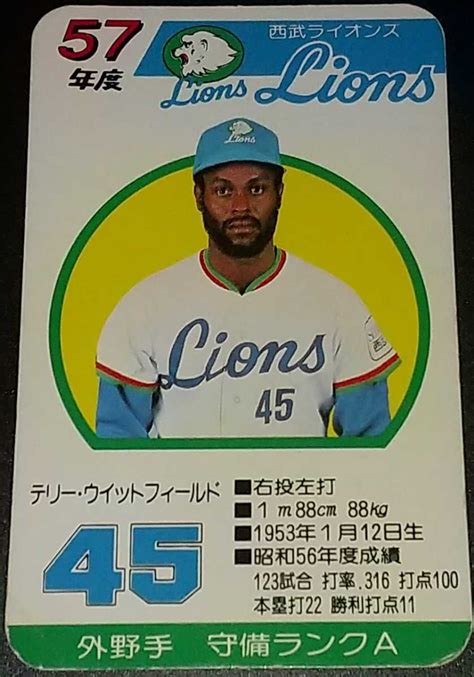 57
年度
西武ライオンズ
Lions
Lions
Lions
Lions
45
テリー・ウイットフィールド
45
■右投左打
■1m88cm 88kg
■1953年1月12日生
■昭和56年度成績
123試合 打率.316 打点100
本塁打22 勝利打点11
外野手 守備ランクA